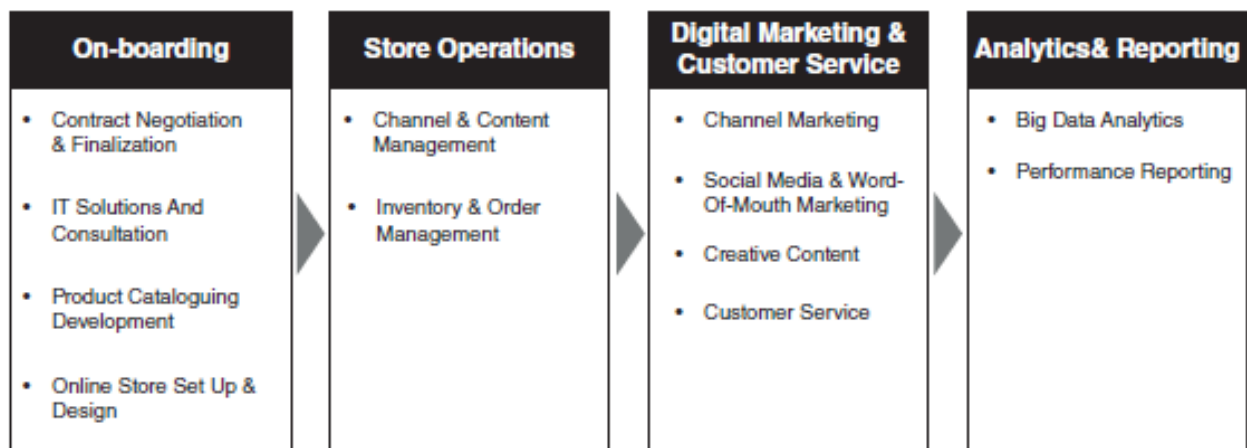 On-boarding
• Contract Negotiation
& Finalization
• IT Solutions And
Consultation
• Product Cataloguing
Development
• Online Store Set Up &
Design
Store Operations
• Channel & Content
Management
• Inventory & Order
Management
Digital Marketing &
Customer Service
• Channel Marketing
• Social Media & Word-
Of-Mouth Marketing
• Creative Content
• Customer Service
Analytics& Reporting
• Big Data Analytics
• Performance Reporting